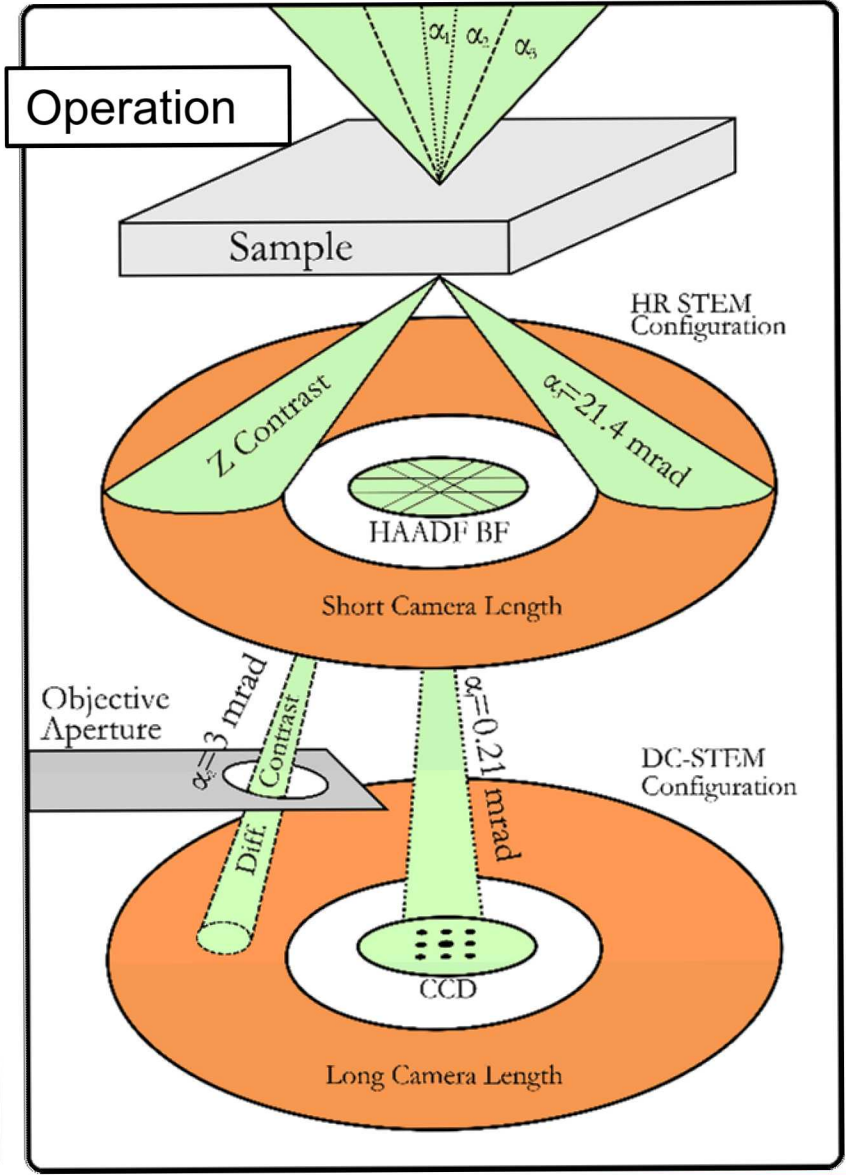 α₁ α₂ α₃
Operation
Sample
HR STEM
Configuration
Z Contrast
α₃=21.4 mrad
HAADF BF
Short Camera Length
Objective
Aperture
α₂=3 mrad
Diff. Contrast
α₁=0.21 mrad
DC-STEM
Configuration
CCD
Long Camera Length